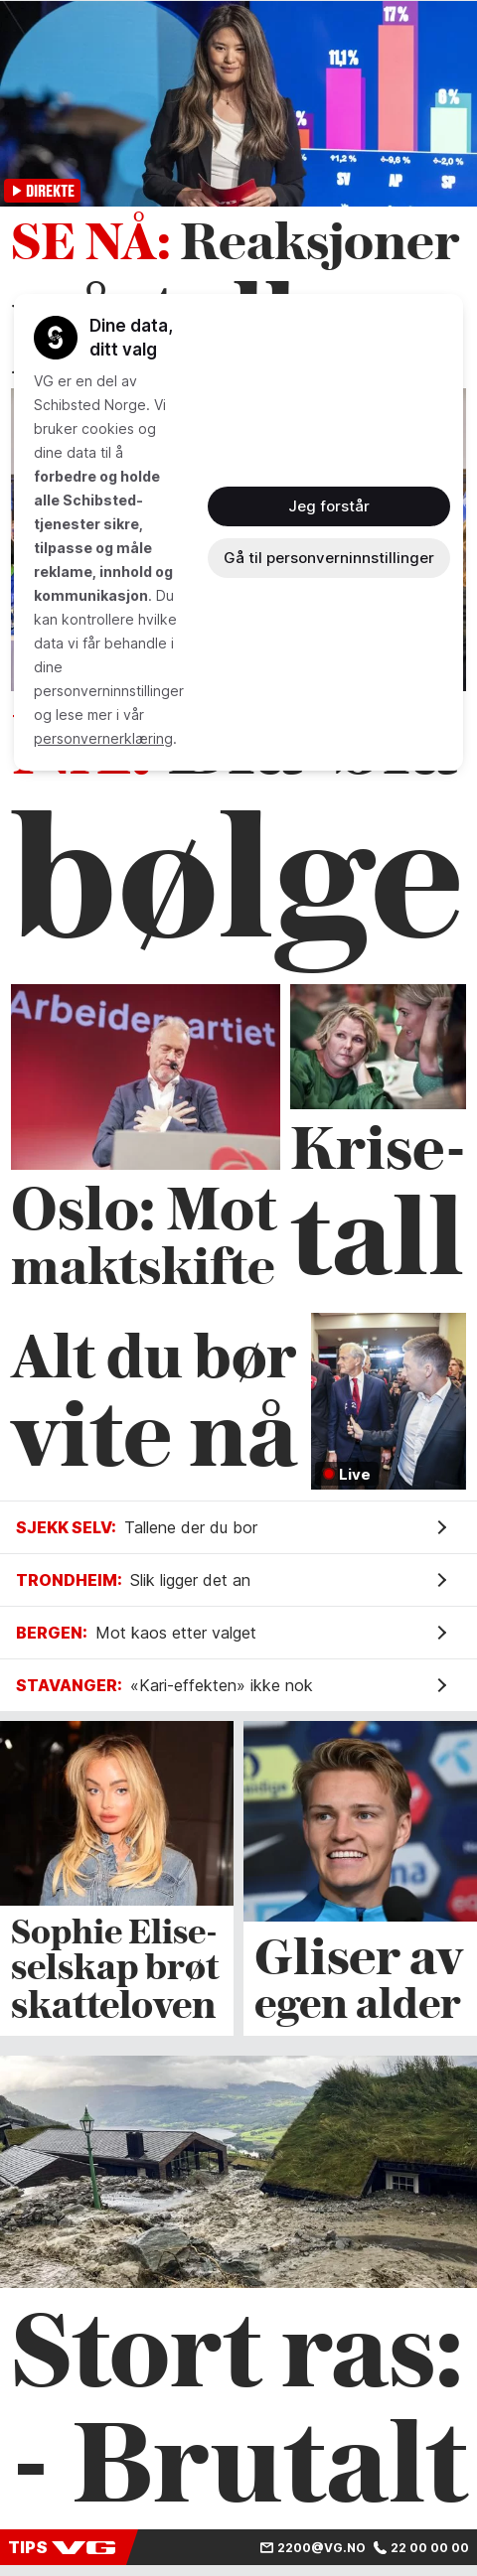 17%
11,1%
6%
+1,2 %
-9,6 %
-2,0 %
SV
AP
SP
DIREKTE
SE NÅ: Reaksjoner
Dine data,
ditt valg
VG er en del av
Schibsted Norge. Vi
bruker cookies og
dine data til å
forbedre og holde
alle Schibsted-
tjenester sikre,
tilpasse og måle
reklame, innhold og
kommunikasjon. Du
kan kontrollere hvilke
data vi får behandle i
dine
personverninnstillinger
og lese mer i vår
personvernerklæring.
Jeg forstår
Gå til personverninnstillinger
bølge
Arbeiderpartiet
Oslo: Mot
maktskifte
Krise-
tall
Alt du bør
vite nå
Live
SJEKK SELV: Tallene der du bor
TRONDHEIM: Slik ligger det an
BERGEN: Mot kaos etter valget
STAVANGER: «Kari-effekten» ikke nok
Sophie Elise-
selskap brøt
skatteloven
Gliser av
egen alder
Stort ras:
- Brutalt
TIPS VG 2200@VG.NO 22 00 00 00